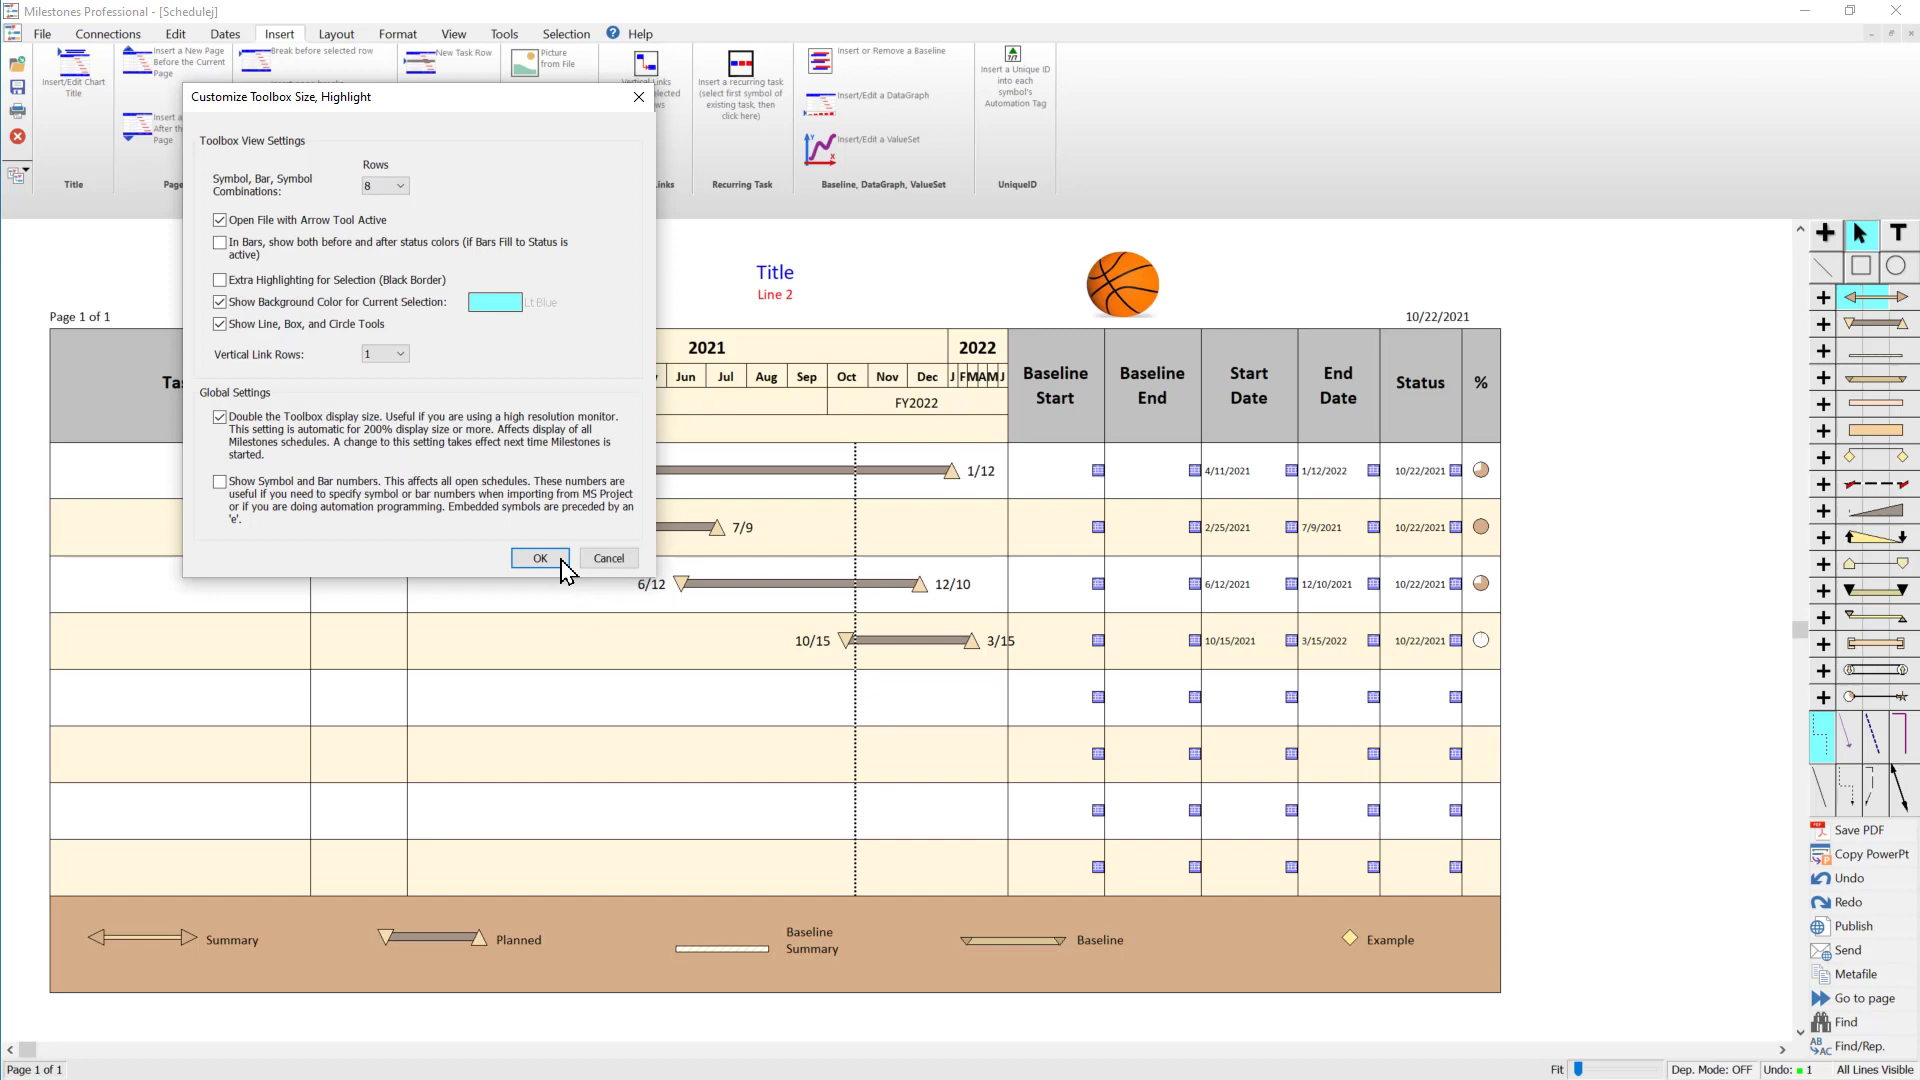 Milestones Professional - [Schedulej]
File
Connections
Edit
Dates
Insert
Layout
Format
View
Tools
Selection
Help
Insert/Edit Chart
Title
Title
Insert a New Page
Before the Current
Page
Insert a
After th
Page
Page
Break before selected row
New Task Row
Picture
from File
Vertical Links
elected
ws
inks
Insert a recurring task
(select first symbol of
existing task, then
click here)
Recurring Task
Insert or Remove a Baseline
Insert/Edit a DataGraph
Insert/Edit a ValueSet
Baseline, DataGraph, ValueSet
Insert a Unique ID
into each
symbol's
Automation Tag
UniqueID
Customize Toolbox Size, Highlight
Toolbox View Settings
Rows
Symbol, Bar, Symbol
Combinations:
8
Open File with Arrow Tool Active
In Bars, show both before and after status colors (if Bars Fill to Status is
active)
Extra Highlighting for Selection (Black Border)
Show Background Color for Current Selection:
Lt Blue
Show Line, Box, and Circle Tools
Vertical Link Rows:
1
Global Settings
Double the Toolbox display size. Useful if you are using a high resolution monitor.
This setting is automatic for 200% display size or more. Affects display of all
Milestones schedules. A change to this setting takes effect next time Milestones is
started.
Show Symbol and Bar numbers. This affects all open schedules. These numbers are
useful if you need to specify symbol or bar numbers when importing from MS Project
or if you are doing automation programming. Embedded symbols are preceded by an
'e'.
OK
Cancel
Title
Line 2
Page 1 of 1
10/22/2021
Tas
2021
2022
Jun
Jul
Aug
Sep
Oct
Nov
Dec
J
F
M
A
M
J
FY2022
Baseline
Start
Baseline
End
Start
Date
End
Date
Status
%
1/12
4/11/2021
1/12/2022
10/22/2021
7/9
2/25/2021
7/9/2021
10/22/2021
6/12
12/10
6/12/2021
12/10/2021
10/22/2021
10/15
3/15
10/15/2021
3/15/2022
10/22/2021
Summary
Planned
Baseline
Summary
Baseline
Example
T
Save PDF
Copy PowerPt
Undo
Redo
Publish
Send
Metafile
Go to page
Find
Find/Rep.
Page 1 of 1
Fit
Dep. Mode: OFF
Undo:
1
All Lines Visible